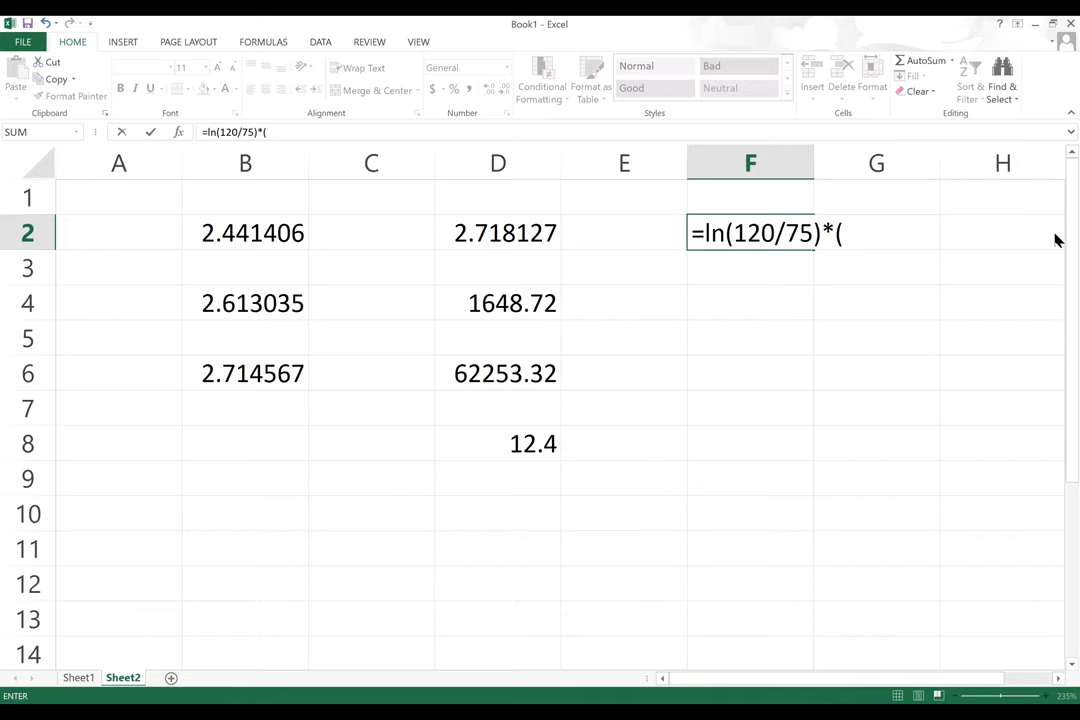 Book1 - Excel
FILE HOME INSERT PAGE LAYOUT FORMULAS DATA REVIEW VIEW
Paste
Cut
Copy
Format Painter
Clipboard
11
Font
Wrap Text
Merge & Center
Alignment
General
Number
Conditional Formatting
Format as Table
Normal
Bad
Good
Neutral
Styles
Insert Delete Format
Cells
AutoSum
Fill
Clear
Sort & Filter
Find & Select
Editing
SUM
=ln(120/75)*(
A B C D E F G H
1
2 2.441406 2.718127 =ln(120/75)*(
3
4 2.613035 1648.72
5
6 2.714567 62253.32
7
8 12.4
9
10
11
12
13
14
Sheet1 Sheet2
ENTER
235%